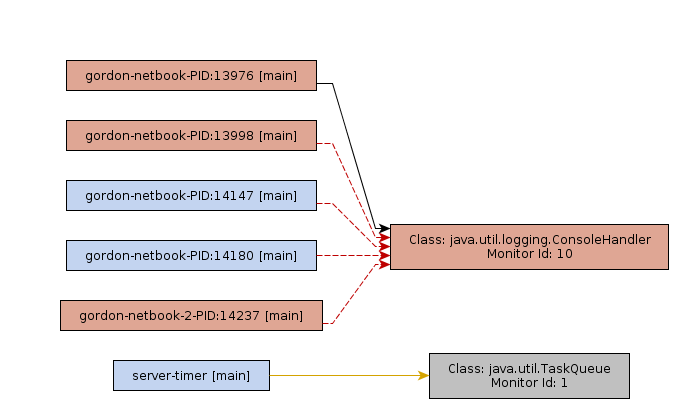 gordon-netbook-PID:13976 [main]
gordon-netbook-PID:13998 [main]
gordon-netbook-PID:14147 [main]
gordon-netbook-PID:14180 [main]
gordon-netbook-2-PID:14237 [main]
Class: java.util.logging.ConsoleHandler
Monitor Id: 10
server-timer [main]
Class: java.util.TaskQueue
Monitor Id: 1